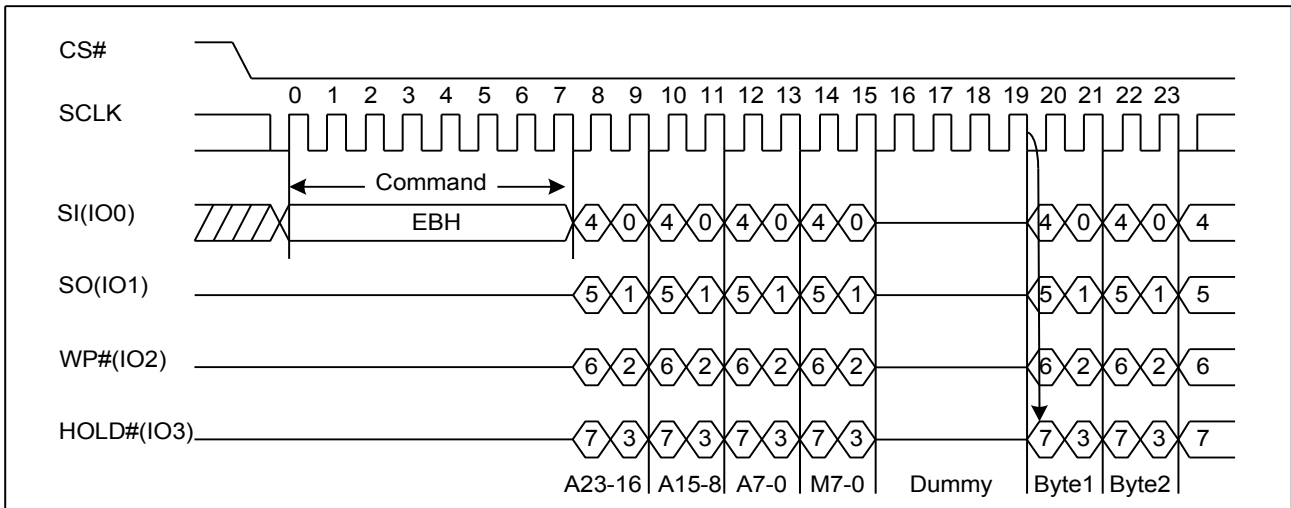 CS#
0 1 2 3 4 5 6 7 8 9 10 11 12 13 14 15 16 17 18 19 20 21 22 23
SCLK
Command
SI(IO0) EBH 4 0 4 0 4 0 4 0 4 0 4 0 4
SO(IO1) 5 1 5 1 5 1 5 1 5 1 5 1 5
WP#(IO2) 6 2 6 2 6 2 6 2 6 2 6 2 6
HOLD#(IO3) 7 3 7 3 7 3 7 3 7 3 7 3 7
A23-16 A15-8 A7-0 M7-0 Dummy Byte1 Byte2